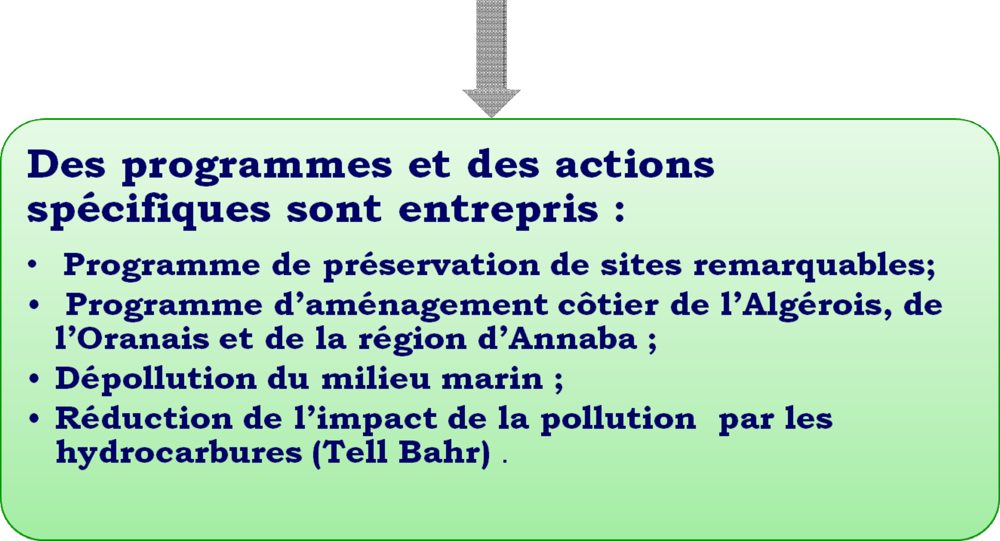 Des programmes et des actions
spécifiques sont entrepris :
• Programme de préservation de sites remarquables;
• Programme d’aménagement côtier de l’Algérois, de
l’Oranais et de la région d’Annaba ;
• Dépollution du milieu marin ;
• Réduction de l’impact de la pollution  par les
hydrocarbures (Tell Bahr) .